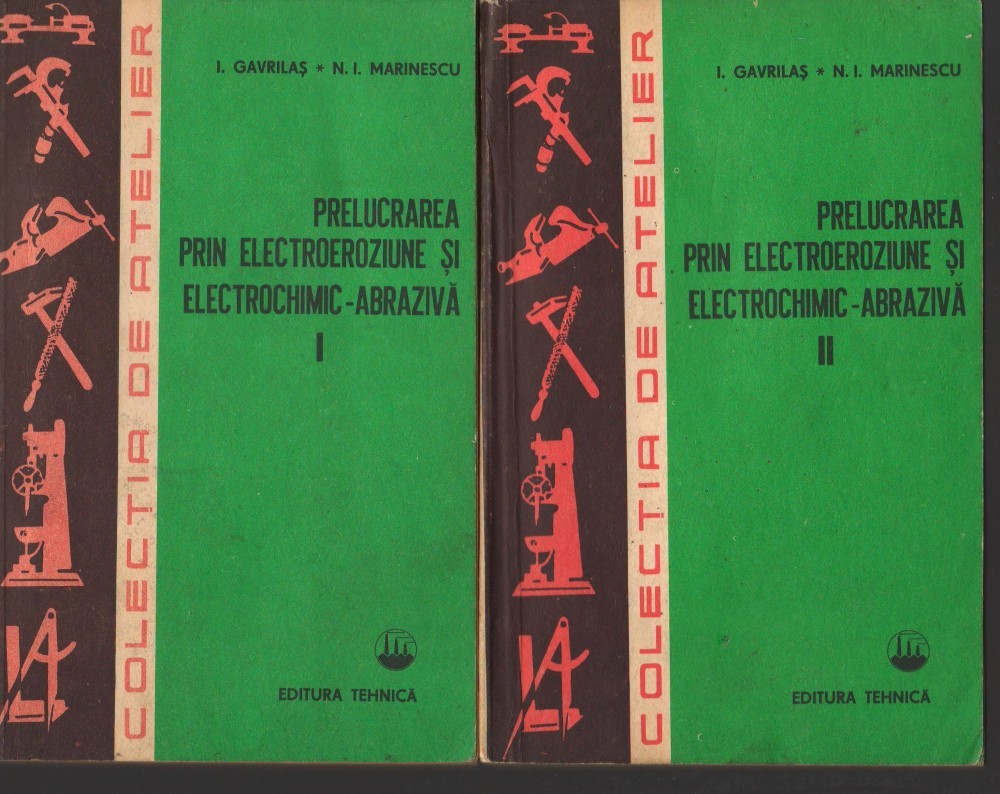 COLECȚIA DE ATELIER
I. GAVRILAȘ * N. I. MARINESCU
PRELUCRAREA
PRIN ELECTROEROZIUNE ȘI
ELECTROCHIMIC-ABRAZIVĂ
I
EDITURA TEHNICĂ
COLECȚIA DE ATELIER
I. GAVRILAȘ * N. I. MARINESCU
PRELUCRAREA
PRIN ELECTROEROZIUNE ȘI
ELECTROCHIMIC-ABRAZIVĂ
II
EDITURA TEHNICĂ